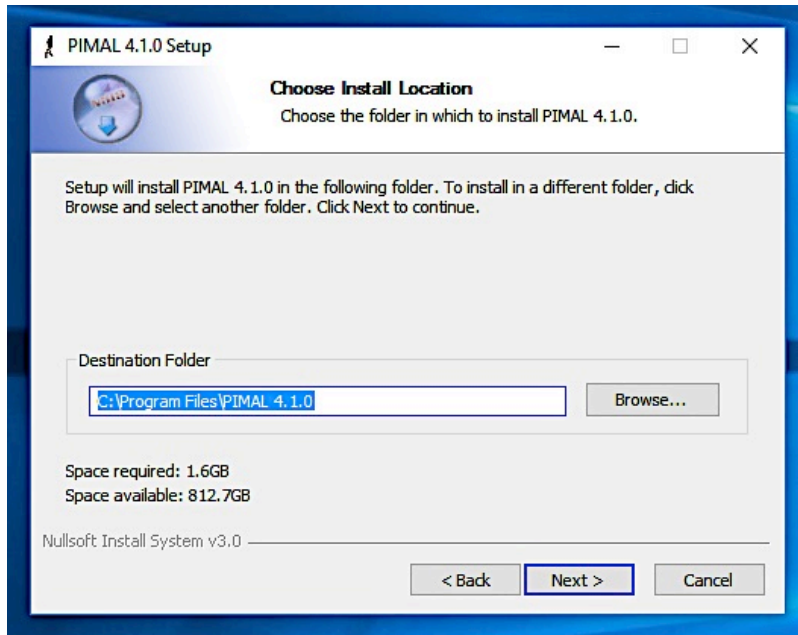 PIMAL 4.1.0 Setup
Choose Install Location
Choose the folder in which to install PIMAL 4.1.0.
Setup will install PIMAL 4.1.0 in the following folder. To install in a different folder, click
Browse and select another folder. Click Next to continue.
Destination Folder
C:\Program Files\PIMAL 4.1.0
Browse...
Space required: 1.6GB
Space available: 812.7GB
Nullsoft Install System v3.0
< Back
Next >
Cancel